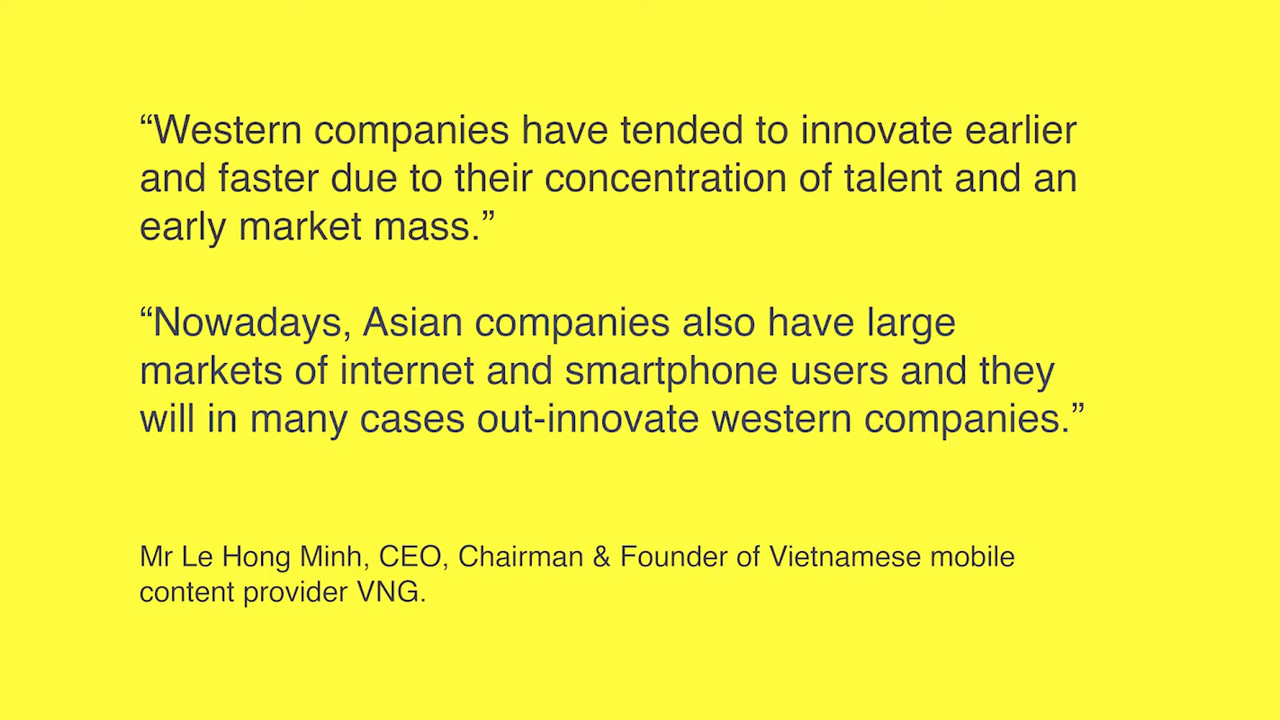 “Western companies have tended to innovate earlier
and faster due to their concentration of talent and an
early market mass.”
“Nowadays, Asian companies also have large
markets of internet and smartphone users and they
will in many cases out-innovate western companies.”
Mr Le Hong Minh, CEO, Chairman & Founder of Vietnamese mobile
content provider VNG.